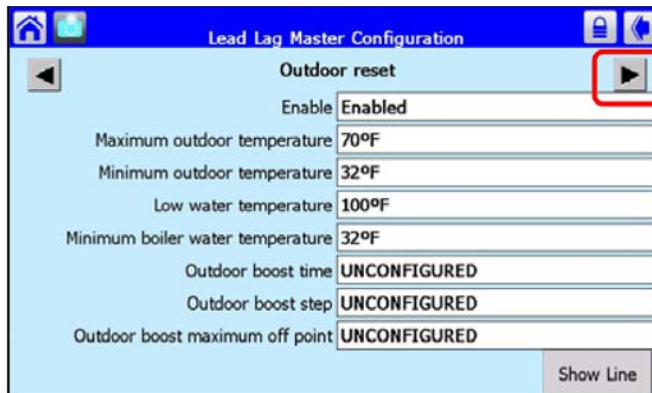 Lead Lag Master Configuration
Outdoor reset
Enable Enabled
Maximum outdoor temperature 70ºF
Minimum outdoor temperature 32ºF
Low water temperature 100ºF
Minimum boiler water temperature 32ºF
Outdoor boost time UNCONFIGURED
Outdoor boost step UNCONFIGURED
Outdoor boost maximum off point UNCONFIGURED
Show Line